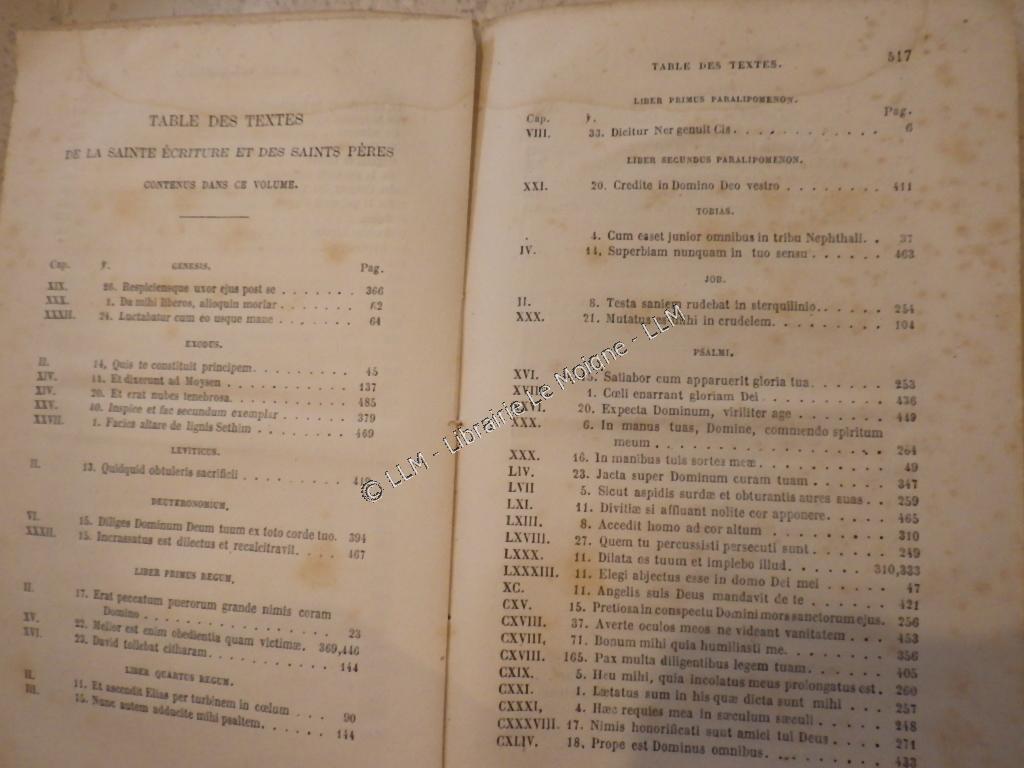 TABLE DES TEXTES
DE LA SAINTE ÉCRITURE ET DES SAINTS PÈRES
CONTENUS DANS CE VOLUME.
Cap. ℣. GENESIS. Pag.
XIX. 26. Respiciensque uxor ejus post se ........ 366
XXX. 1. Da mihi liberos, alioquin moriar ........ 62
XXXII. 24. Luctabatur cum eo usque mane ........ 64
EXODUS.
II. 14. Quis te constituit principem. ........ 45
XIV. 11. Et dixerunt ad Moysen ........ 137
XIV. 20. Et erat nubes tenebrosa. ........ 485
XXV. 40. Inspice et fac secundum exemplar ........ 379
XXVII. 1. Facies altare de lignis Sethim ........ 469
LEVITICUS.
II. 13. Quidquid obtuleris sacrificii ........
DEUTERONOMIUM.
VI. 15. Diliges Dominum Deum tuum ex toto corde tuo. 394
XXXII. 15. Incrassatus est dilectus et recalcitravit. .... 467
LIBER PRIMUS REGUM.
II. 17. Erat peccatum puerorum grande nimis coram
Domino ........ 23
XV. 22. Melior est enim obedientia quam victimæ. 369,446
XVI. 23. David tollebat citharam. ........ 144
LIBER QUARTUS REGUM.
II. 11. Et ascendit Elias per turbinem in cœlum .... 90
III. 15. Nunc autem adducite mihi psaltem. ........ 144
TABLE DES TEXTES. 517
LIBER PRIMUS PARALIPOMENON.
Cap. ℣. Pag.
VIII. 33. Dicitur Ner genuit Cis. ........ 6
LIBER SECUNDUS PARALIPOMENON.
XXI. 20. Credite in Domino Deo vestro ........ 411
TOBIAS.
4. Cum esset junior omnibus in tribu Nephthali. . 37
IV. 14. Superbiam nunquam in tuo sensu ........ 463
JOB.
II. 8. Testa saniem rudebat in sterquilinio. ........ 254
XXX. 21. Mutatus es mihi in crudelem. ........ 104
PSALMI.
XVI. 15. Satiabor cum apparuerit gloria tua. ........ 253
XVIII. 1. Cœli enarrant gloriam Dei ........ 436
XXVI. 20. Expecta Dominum, viriliter age ........ 449
XXX. 6. In manus tuas, Domine, commendo spiritum
meum ........ 264
XXX. 16. In manibus tuis sortes meæ. ........ 49
LIV. 23. Jacta super Dominum curam tuam ........ 347
LVII 5. Sicut aspidis surdæ et obturantis aures suas . . 259
LXI. 11. Divitiæ si affluant nolite cor apponere. ........ 465
LXIII. 8. Accedit homo ad cor altum ........ 310
LXVIII. 27. Quem tu percussisti persecuti sunt ........ 249
LXXX. 11. Dilata os tuum et implebo illud. ........ 310,333
LXXXIII. 11. Elegi abjectus esse in domo Dei mei ........ 47
XC. 11. Angelis suis Deus mandavit de te ........ 421
CXV. 15. Pretiosa in conspectu Domini mors sanctorum ejus. 256
CXVIII. 37. Averte oculos meos ne videant vanitatem .... 453
CXVIII, 71. Bonum mihi quia humiliasti me. ........ 356
CXVIII. 165. Pax multa diligentibus legem tuam. ........ 405
CXIX. 5. Heu mihi, quia incolatus meus prolongatus est . 260
CXXI. 1. Lætatus sum in his quæ dicta sunt mihi .... 257
CXXXI, 4. Hæc requies mea in sæculum sæculi ........ 248
CXXXVIII. 17. Nimis honorificati sunt amici tui Deus .... 271
CXLIV. 18. Prope est Dominus omnibus. ........ 433
© LLM - Librairie Le Moigne - LLM